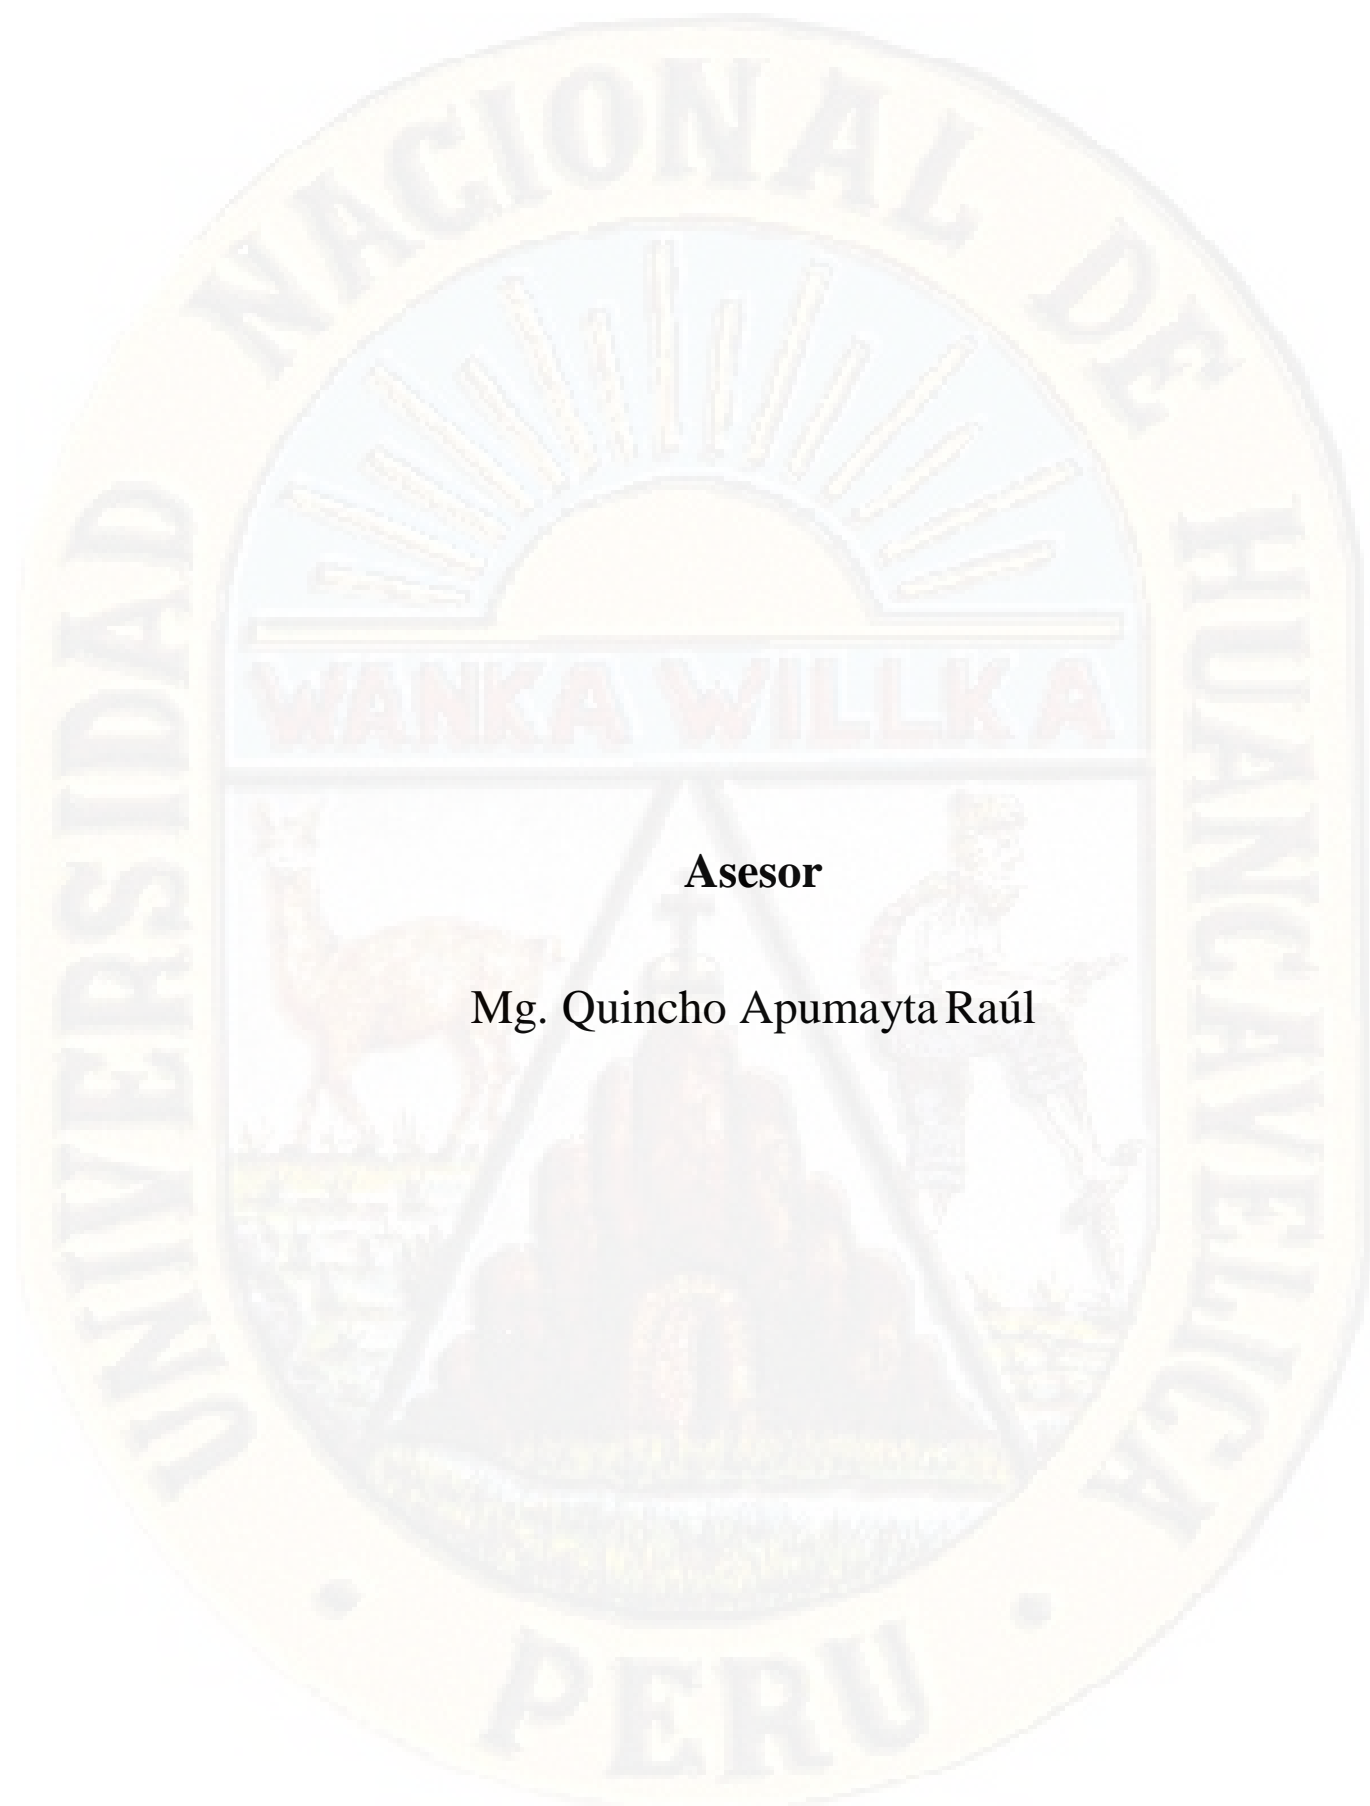 UNIVERSIDAD NACIONAL DE HUANCAVELICA
WANKA WILLKA
Asesor
Mg. Quincho Apumayta Raúl
PERU